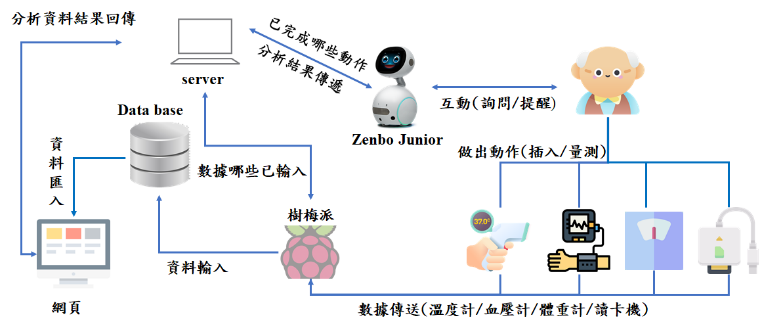 分析資料結果回傳
已完成哪些動作
分析結果傳遞
server
Data base
Zenbo Junior
互動(詢問/提醒)
資料匯入
數據哪些已輸入
做出動作(插入/量測)
樹梅派
37.0°
資料輸入
網頁
數據傳送(溫度計/血壓計/體重計/讀卡機)